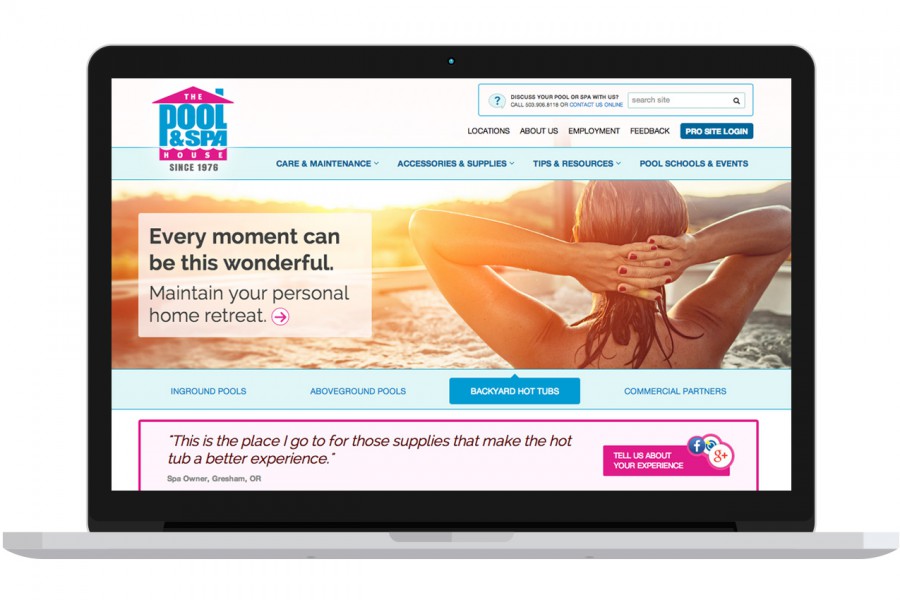 THE
POOL
& SPA
HOUSE
SINCE 1976
?
DISCUSS YOUR POOL OR SPA WITH US?
CALL 503.906.8118 OR CONTACT US ONLINE
search site
LOCATIONS ABOUT US EMPLOYMENT FEEDBACK PRO SITE LOGIN
CARE & MAINTENANCE ACCESSORIES & SUPPLIES TIPS & RESOURCES POOL SCHOOLS & EVENTS
Every moment can
be this wonderful.
Maintain your personal
home retreat.
INGROUND POOLS ABOVEGROUND POOLS BACKYARD HOT TUBS COMMERCIAL PARTNERS
"This is the place I go to for those supplies that make the hot
tub a better experience."
Spa Owner, Gresham, OR
TELL US ABOUT
YOUR EXPERIENCE
f
g+